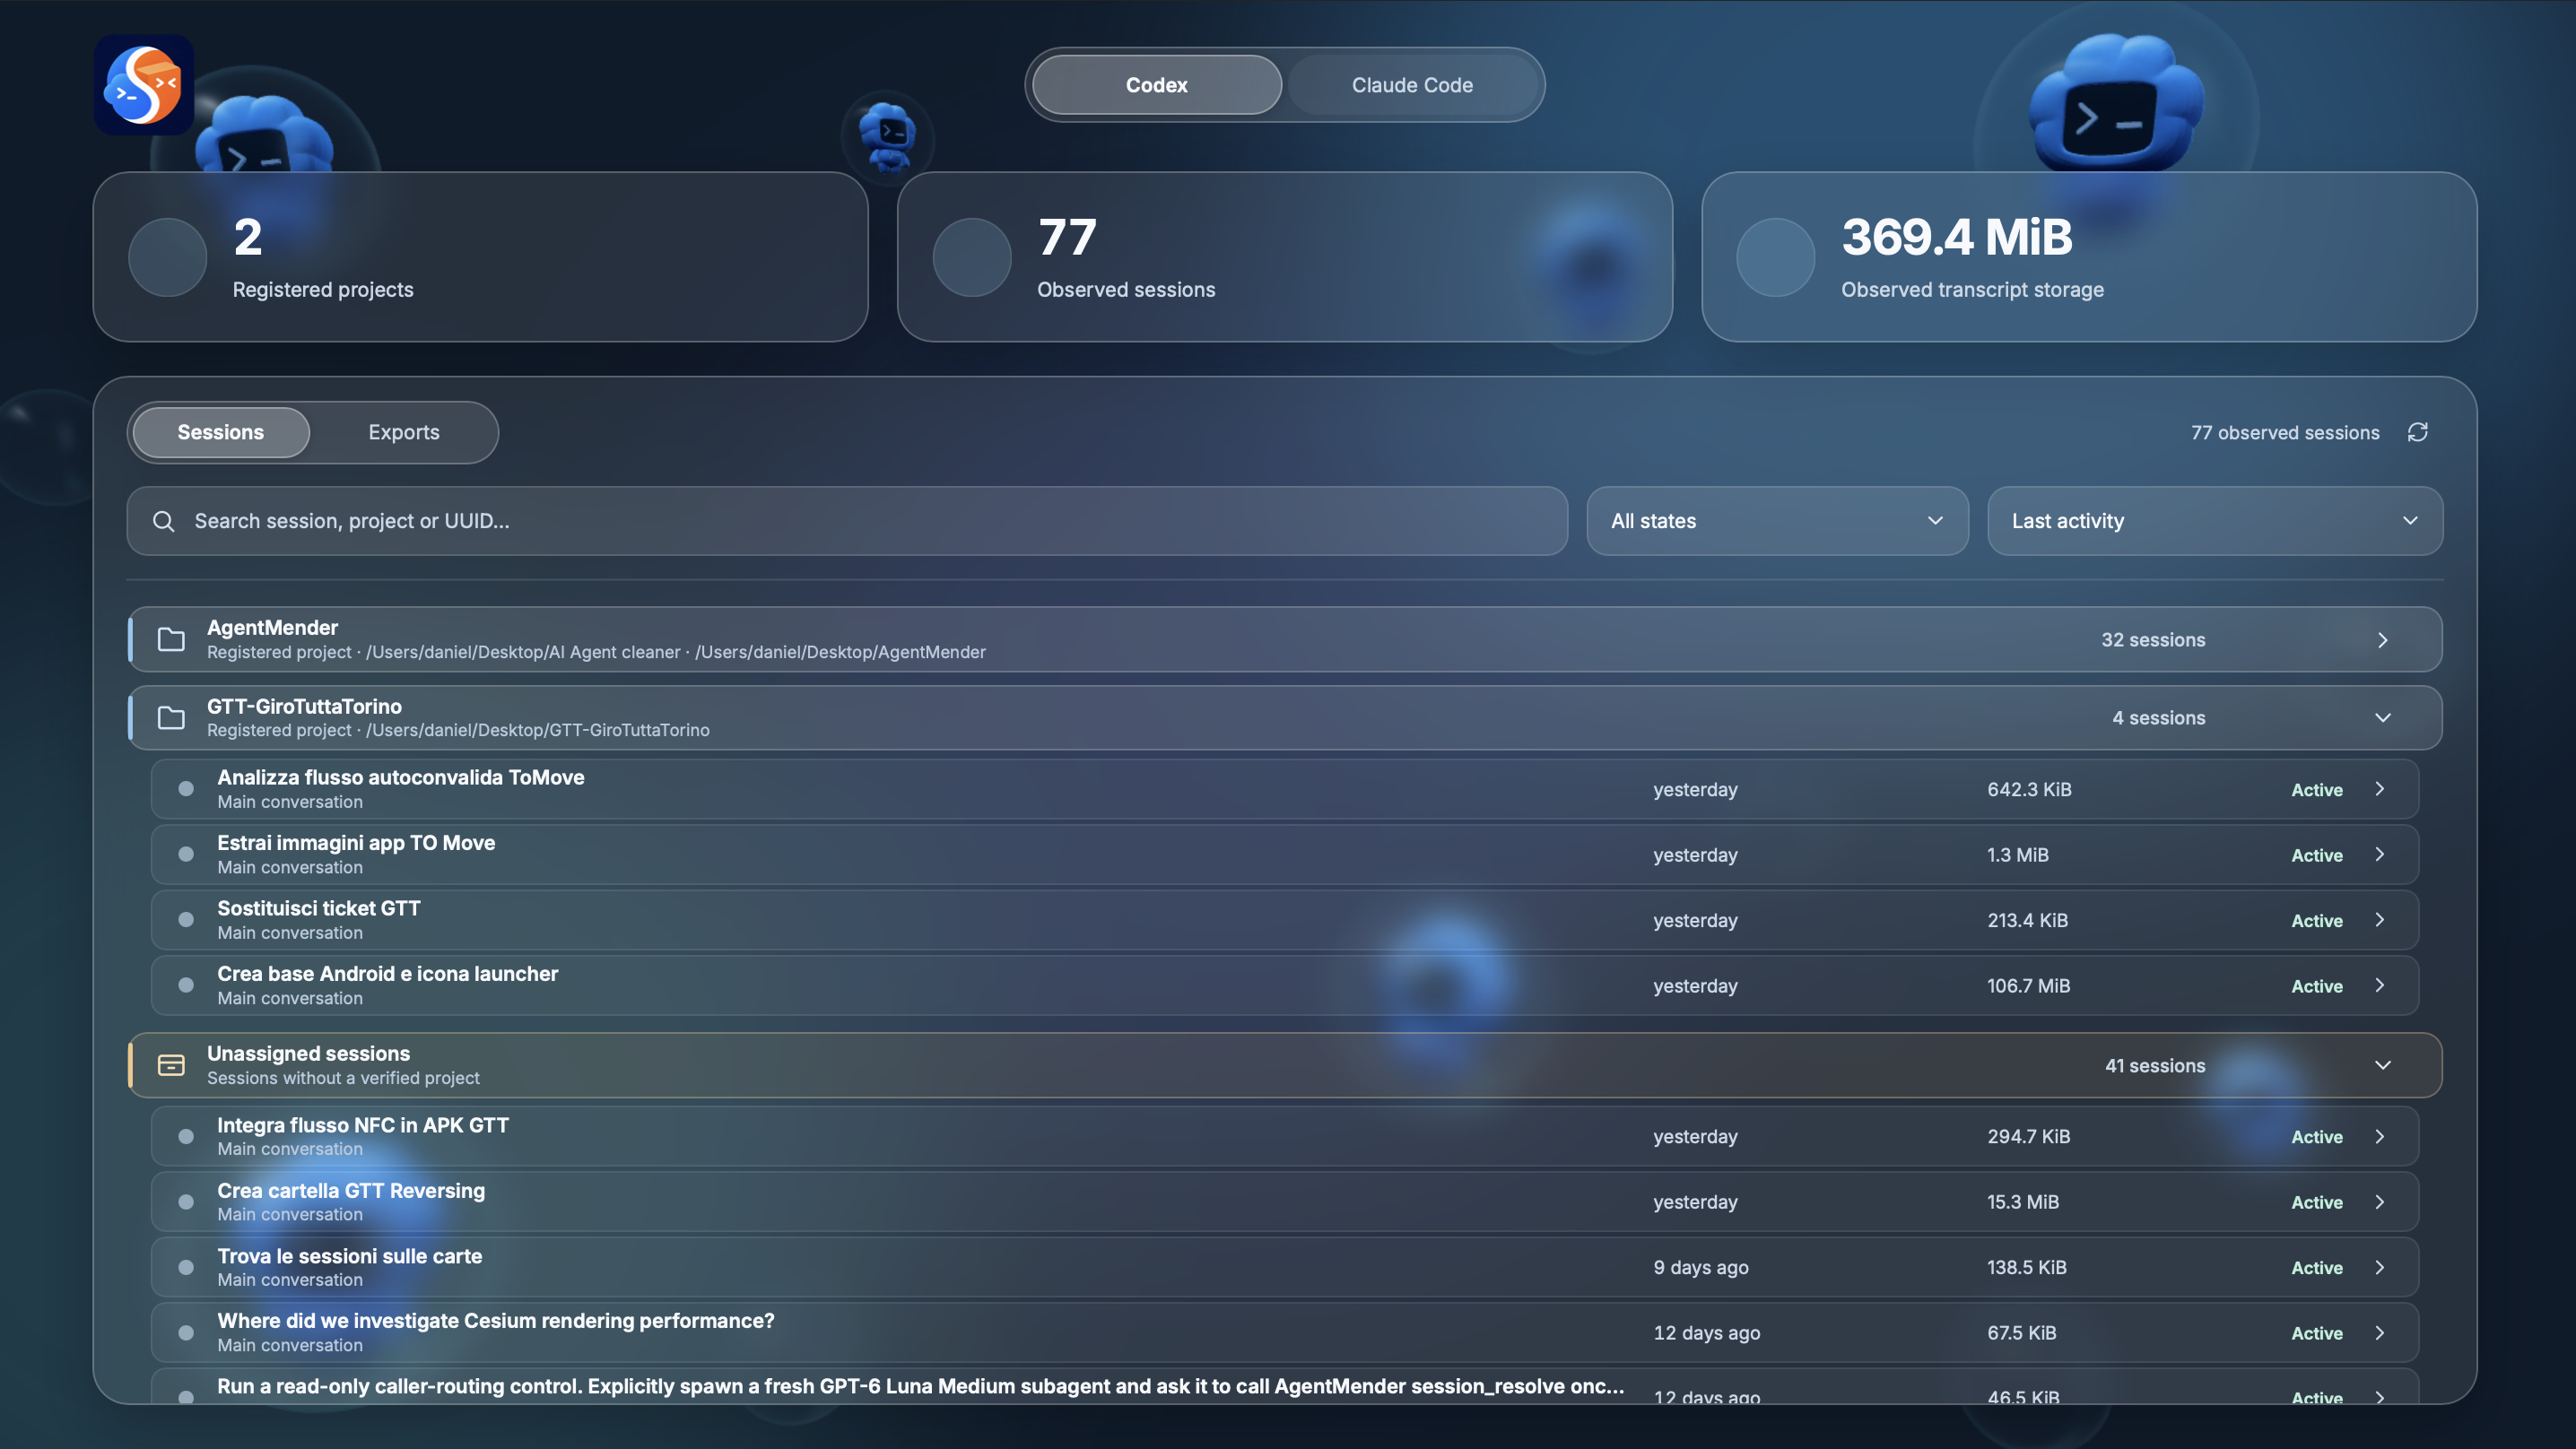 Codex
Claude Code
2
Registered projects
77
Observed sessions
369.4 MiB
Observed transcript storage
Sessions
Exports
77 observed sessions
Search session, project or UUID...
All states
Last activity
AgentMender
Registered project · /Users/daniel/Desktop/AI Agent cleaner · /Users/daniel/Desktop/AgentMender
32 sessions
GTT-GiroTuttaTorino
Registered project · /Users/daniel/Desktop/GTT-GiroTuttaTorino
4 sessions
Analizza flusso autoconvalida ToMove
Main conversation
yesterday
642.3 KiB
Active
Estrai immagini app TO Move
Main conversation
yesterday
1.3 MiB
Active
Sostituisci ticket GTT
Main conversation
yesterday
213.4 KiB
Active
Crea base Android e icona launcher
Main conversation
yesterday
106.7 MiB
Active
Unassigned sessions
Sessions without a verified project
41 sessions
Integra flusso NFC in APK GTT
Main conversation
yesterday
294.7 KiB
Active
Crea cartella GTT Reversing
Main conversation
yesterday
15.3 MiB
Active
Trova le sessioni sulle carte
Main conversation
9 days ago
138.5 KiB
Active
Where did we investigate Cesium rendering performance?
Main conversation
12 days ago
67.5 KiB
Active
Run a read-only caller-routing control. Explicitly spawn a fresh GPT-6 Luna Medium subagent and ask it to call AgentMender session_resolve onc...
12 days ago
46.5 KiB
Active